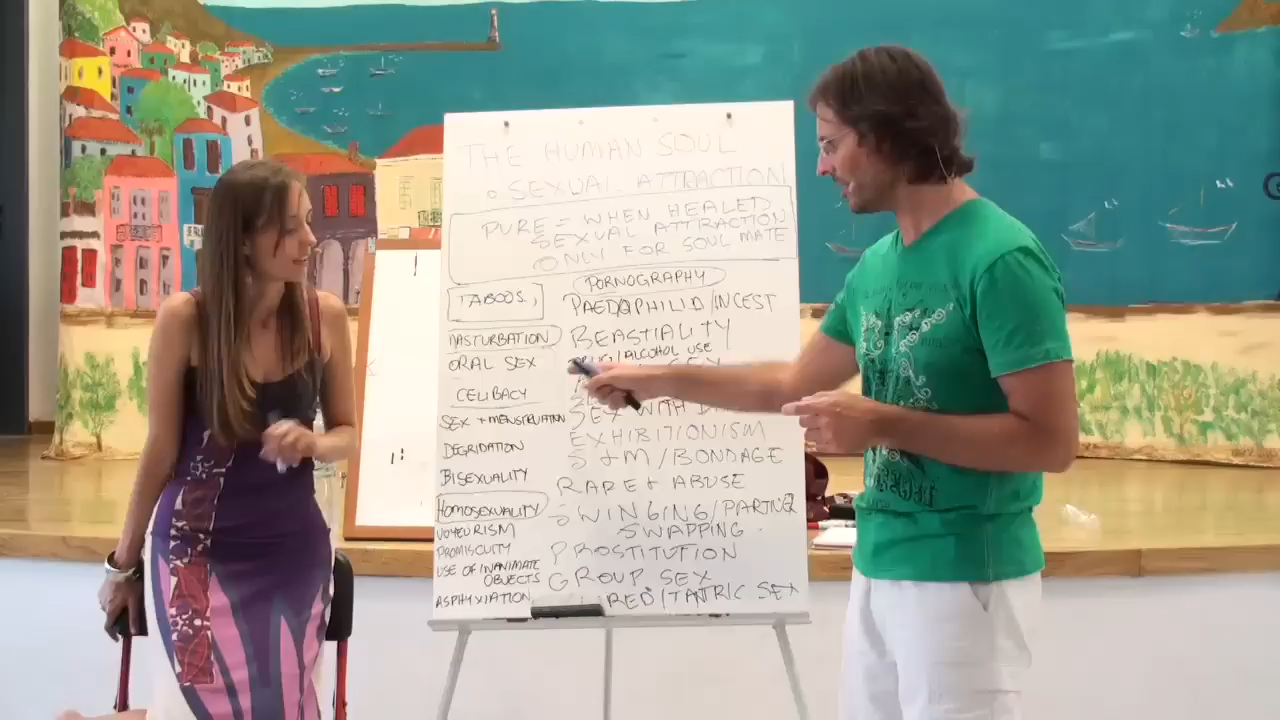 THE HUMAN SOUL
o SEXUAL ATTRACTION
PURE = WHEN HEALED
SEXUAL ATTRACTION
ONLY FOR SOUL MATE
TABOOS:
MASTURBATION
ORAL SEX
CELIBACY
SEX + MENSTRUATION
DEGRIDATION
BISEXUALITY
HOMOSEXUALITY
VOYEURISM
PROMISCUITY
USE OF INANIMATE
OBJECTS
ASPHYXIATION
PORNOGRAPHY
PAEDOPHILIA/INCEST
BEASTIALITY
DRUG/ALCOHOL USE
SEX WITH
EXHIBITIONISM
S+M/BONDAGE
RAPE + ABUSE
SWINGING/PARTNER
SWAPPING
PROSTITUTION
GROUP SEX
/TANTRIC SEX